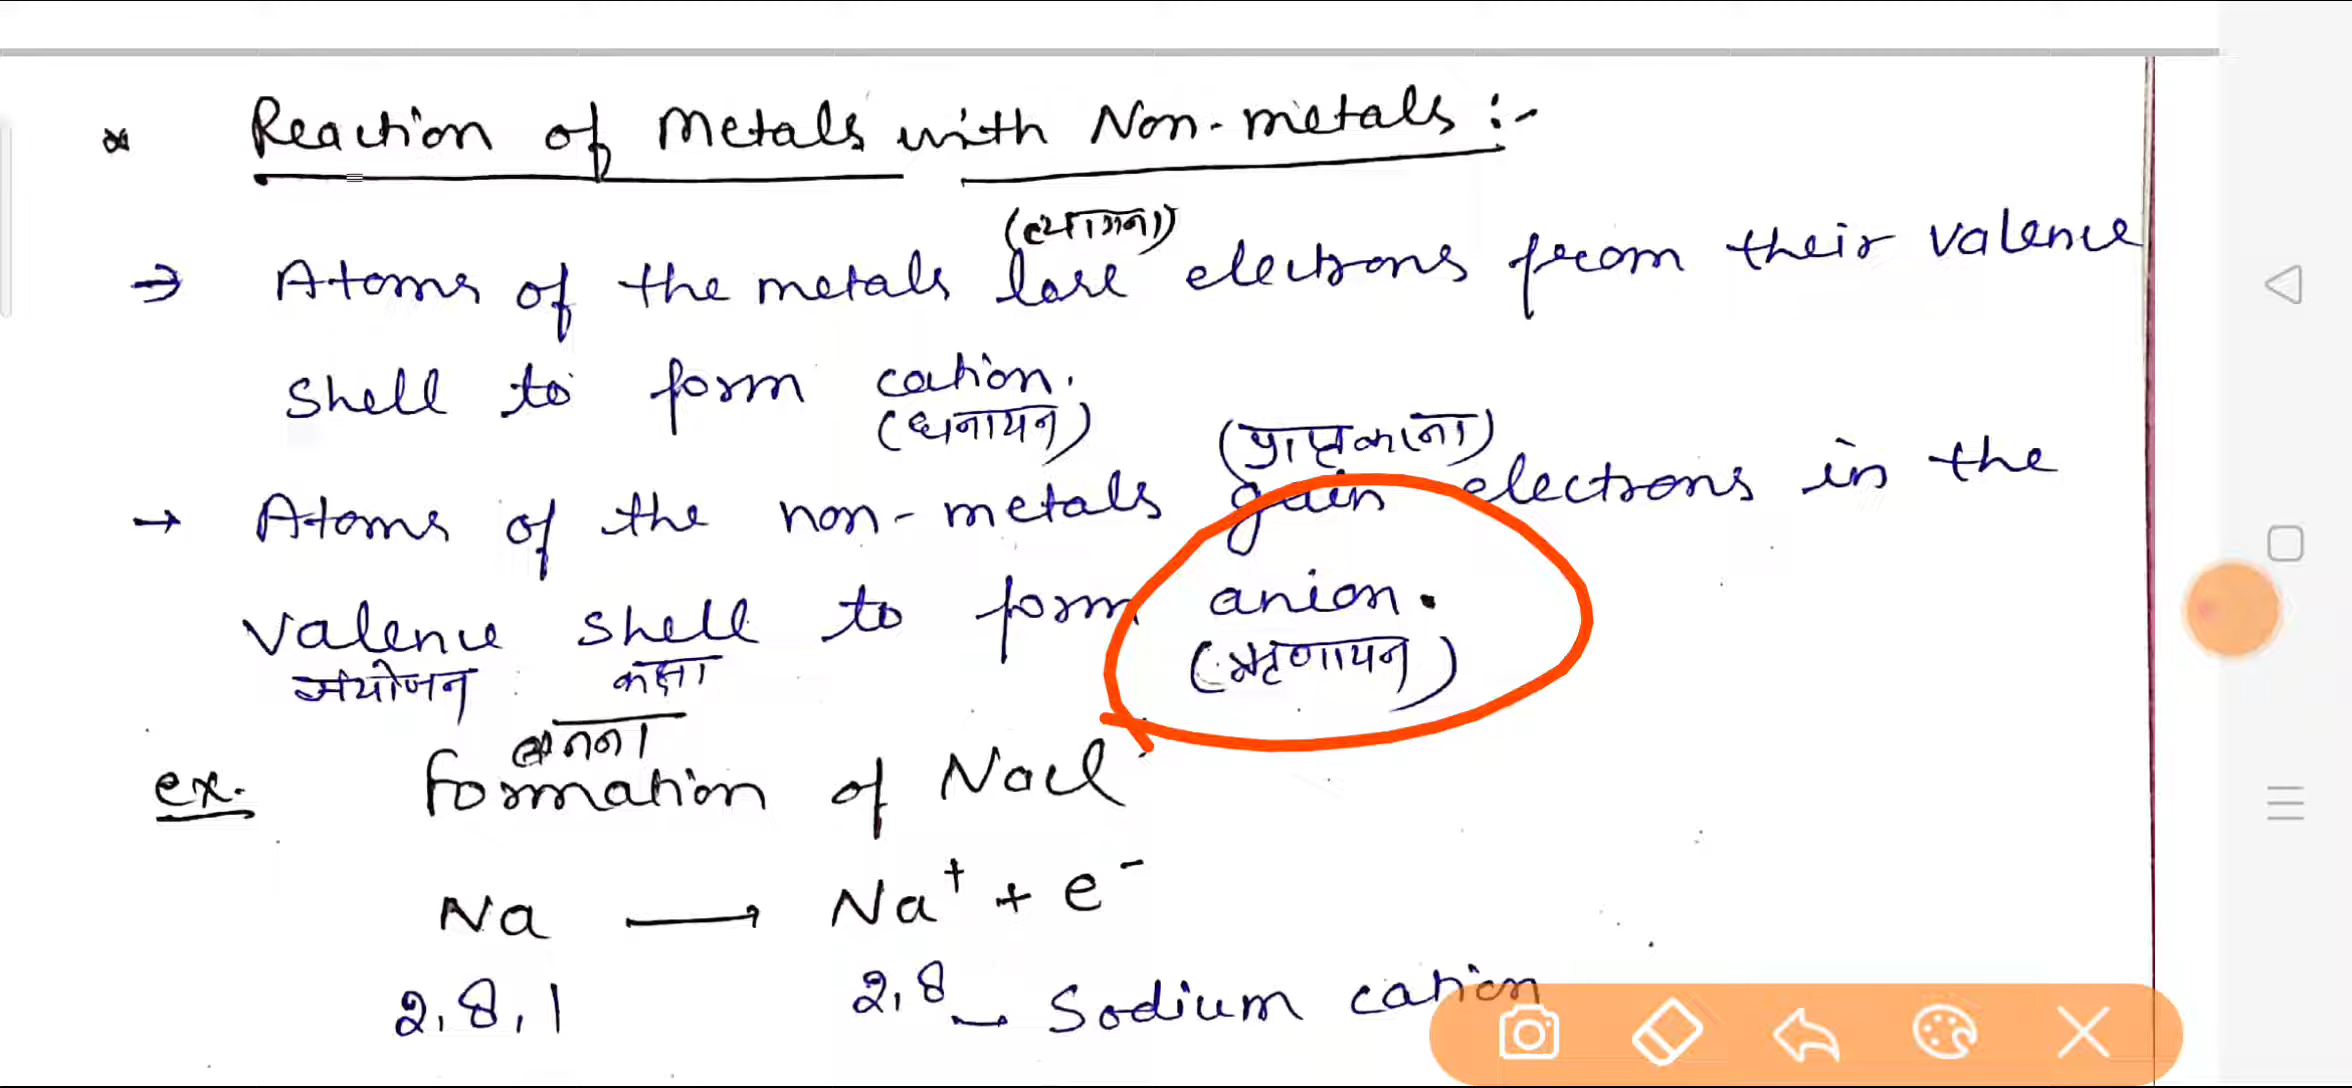 * Reaction of Metals with Non-metals :-
(त्यागना)
→ Atoms of the metals lose electrons from their valence
shell to form cation.
(धनायन)
(प्राप्त करना)
→ Atoms of the non-metals gain electrons in the
valence shell to form anion.
संयोजन कक्षा (ऋणायन)
बनना
ex. Formation of NaCl
Na ⟶ Na⁺ + e⁻
2,8,1 2,8 → Sodium cation